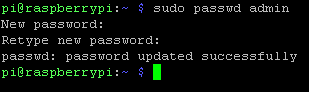 pi@raspberrypi:~ $ sudo passwd admin
New password:
Retype new password:
passwd: password updated successfully
pi@raspberrypi:~ $